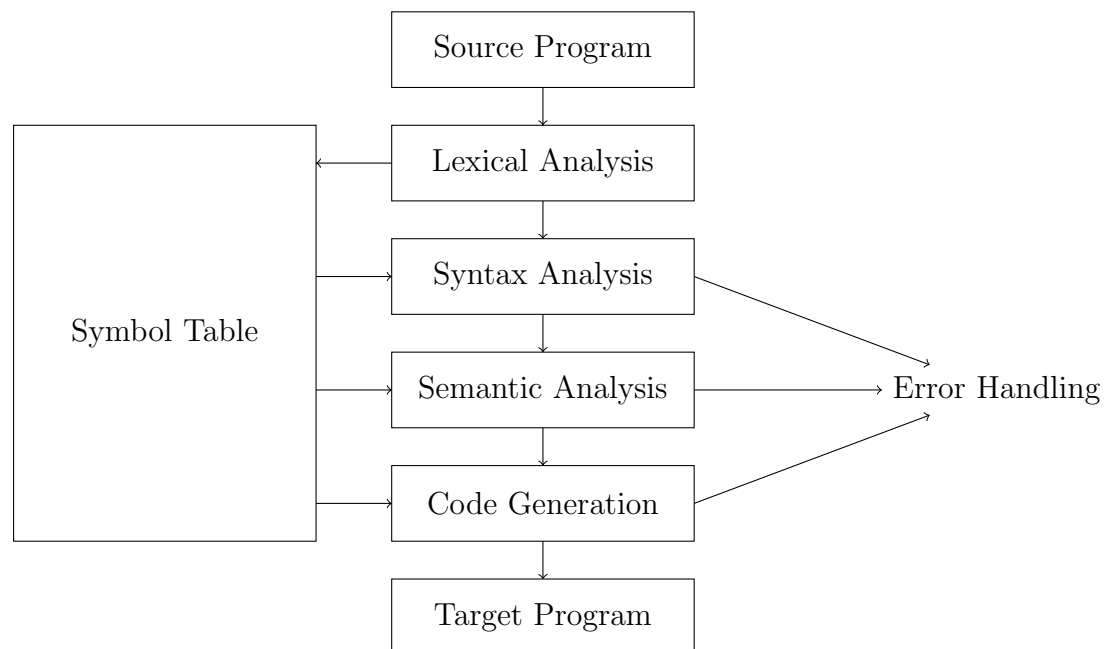 Source Program
Lexical Analysis
Syntax Analysis
Symbol Table
Semantic Analysis
Error Handling
Code Generation
Target Program